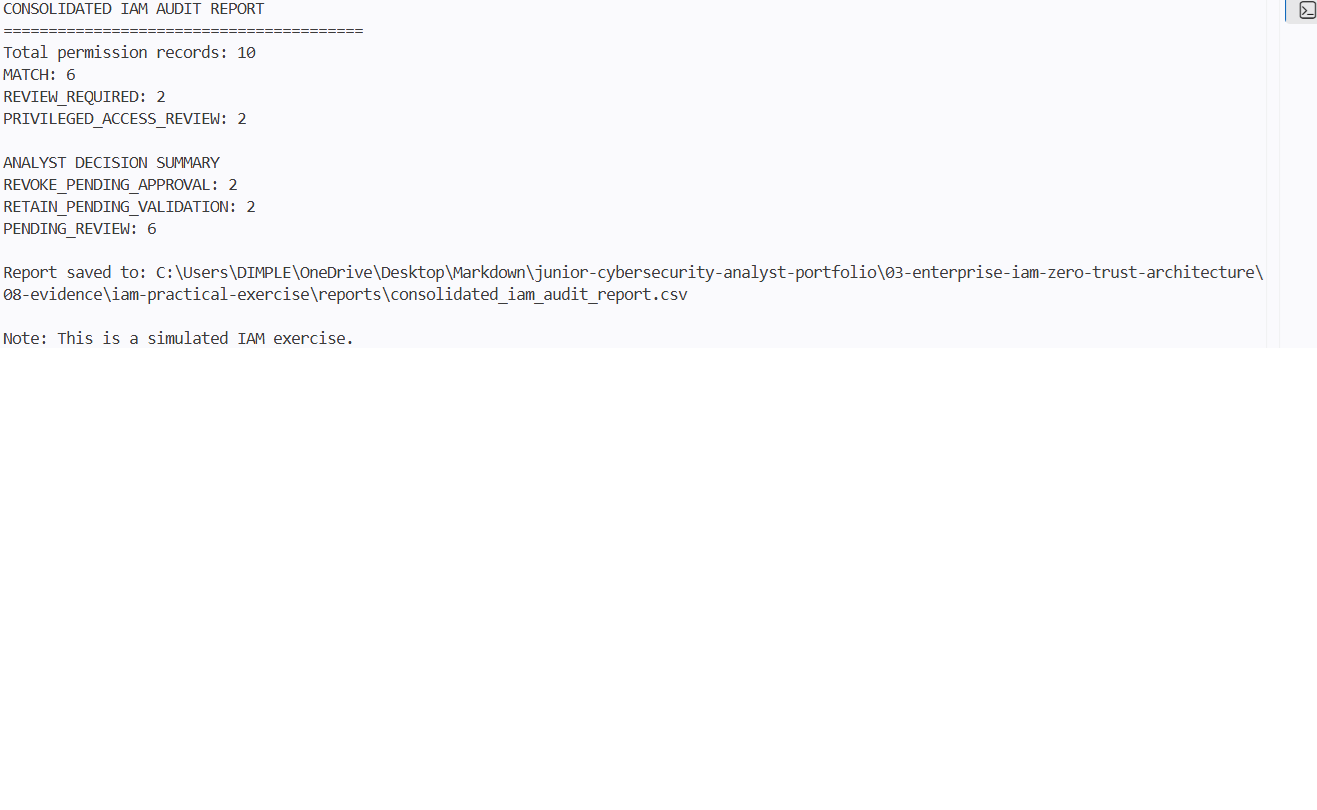 CONSOLIDATED IAM AUDIT REPORT
========================================
Total permission records: 10
MATCH: 6
REVIEW_REQUIRED: 2
PRIVILEGED_ACCESS_REVIEW: 2
ANALYST DECISION SUMMARY
REVOKE_PENDING_APPROVAL: 2
RETAIN_PENDING_VALIDATION: 2
PENDING_REVIEW: 6
Report saved to: C:\Users\DIMPLE\OneDrive\Desktop\Markdown\junior-cybersecurity-analyst-portfolio\03-enterprise-iam-zero-trust-architecture\
08-evidence\iam-practical-exercise\reports\consolidated_iam_audit_report.csv
Note: This is a simulated IAM exercise.